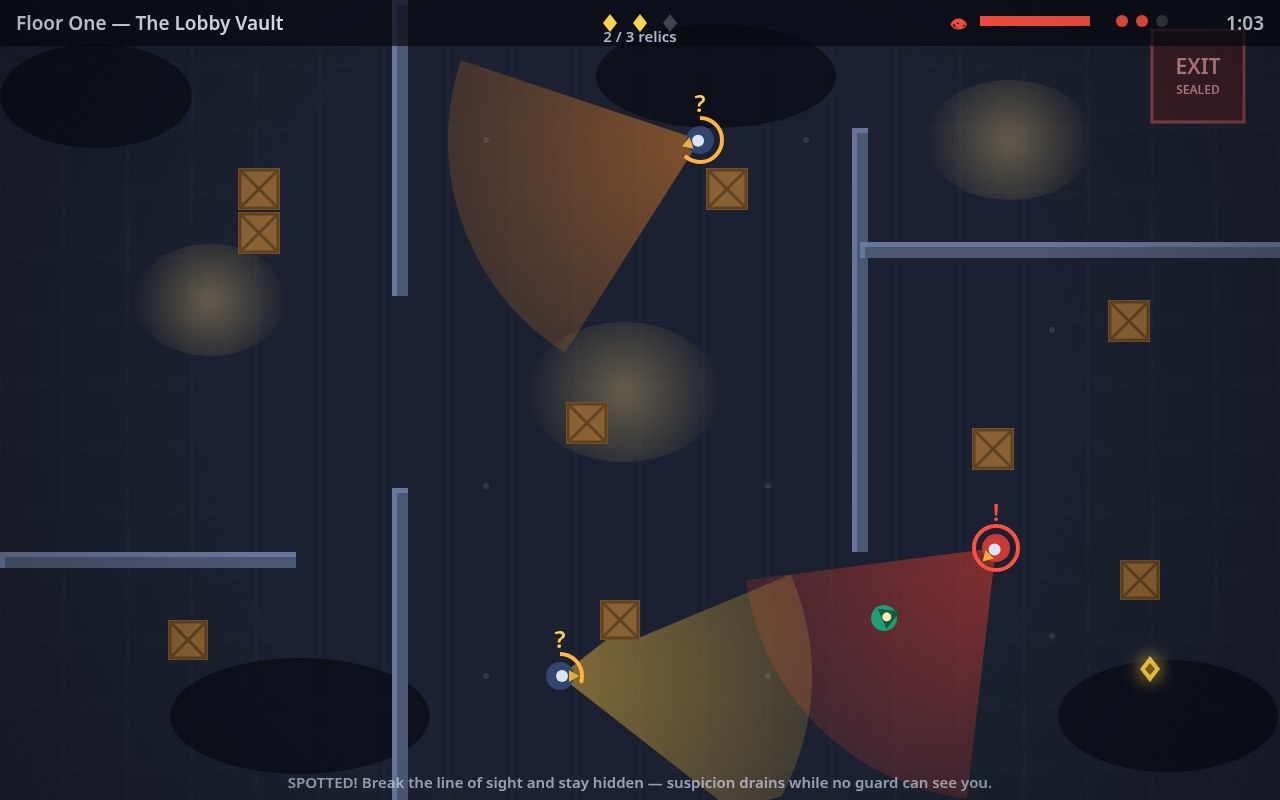 Floor One — The Lobby Vault
2 / 3 relics
1:03
EXIT
SEALED
?
!
?
SPOTTED! Break the line of sight and stay hidden — suspicion drains while no guard can see you.